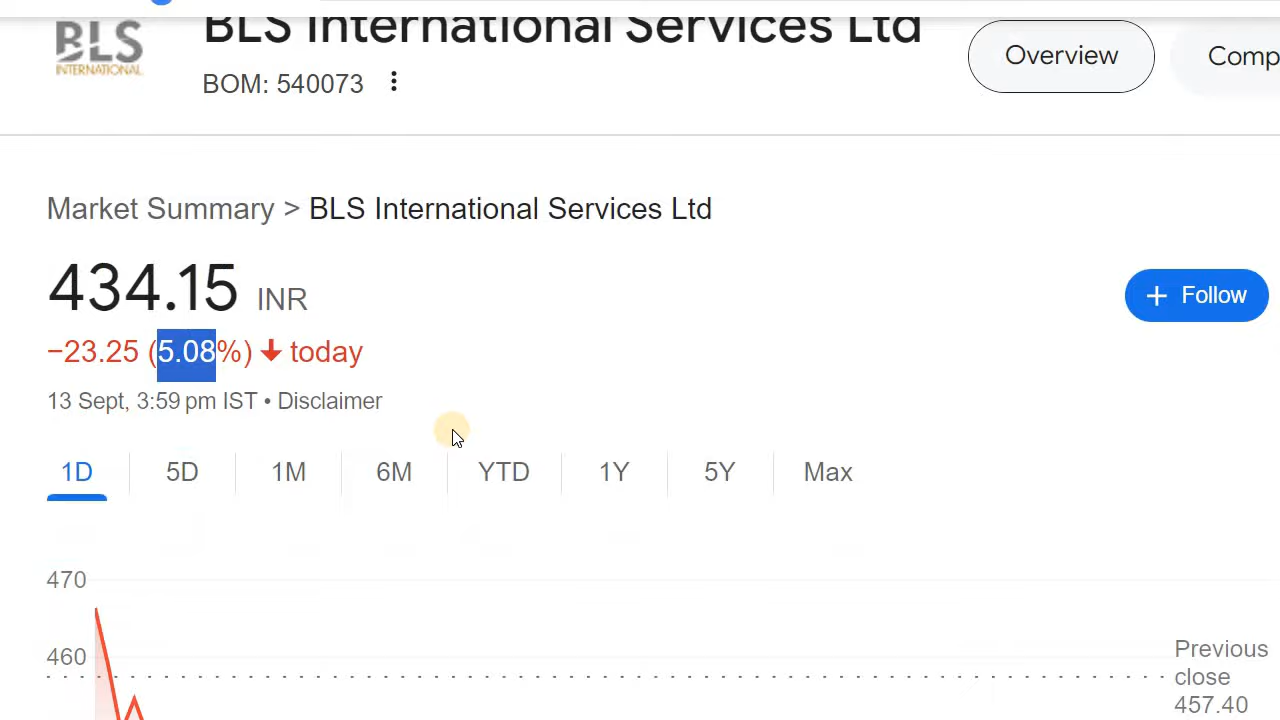 BLS International Services Ltd
BLS
INTERNATIONAL
BOM: 540073
Overview
Comp
Market Summary > BLS International Services Ltd
434.15 INR
+ Follow
−23.25 (5.08%) ↓ today
13 Sept, 3:59 pm IST • Disclaimer
1D 5D 1M 6M YTD 1Y 5Y Max
470
460
Previous
close
457.40